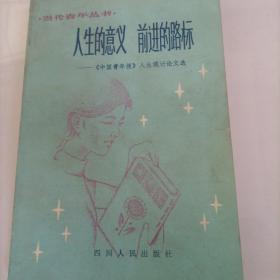 ·当代青年丛书·
人生的意义 前进的路标
——《中国青年报》人生观讨论文选
四川人民出版社